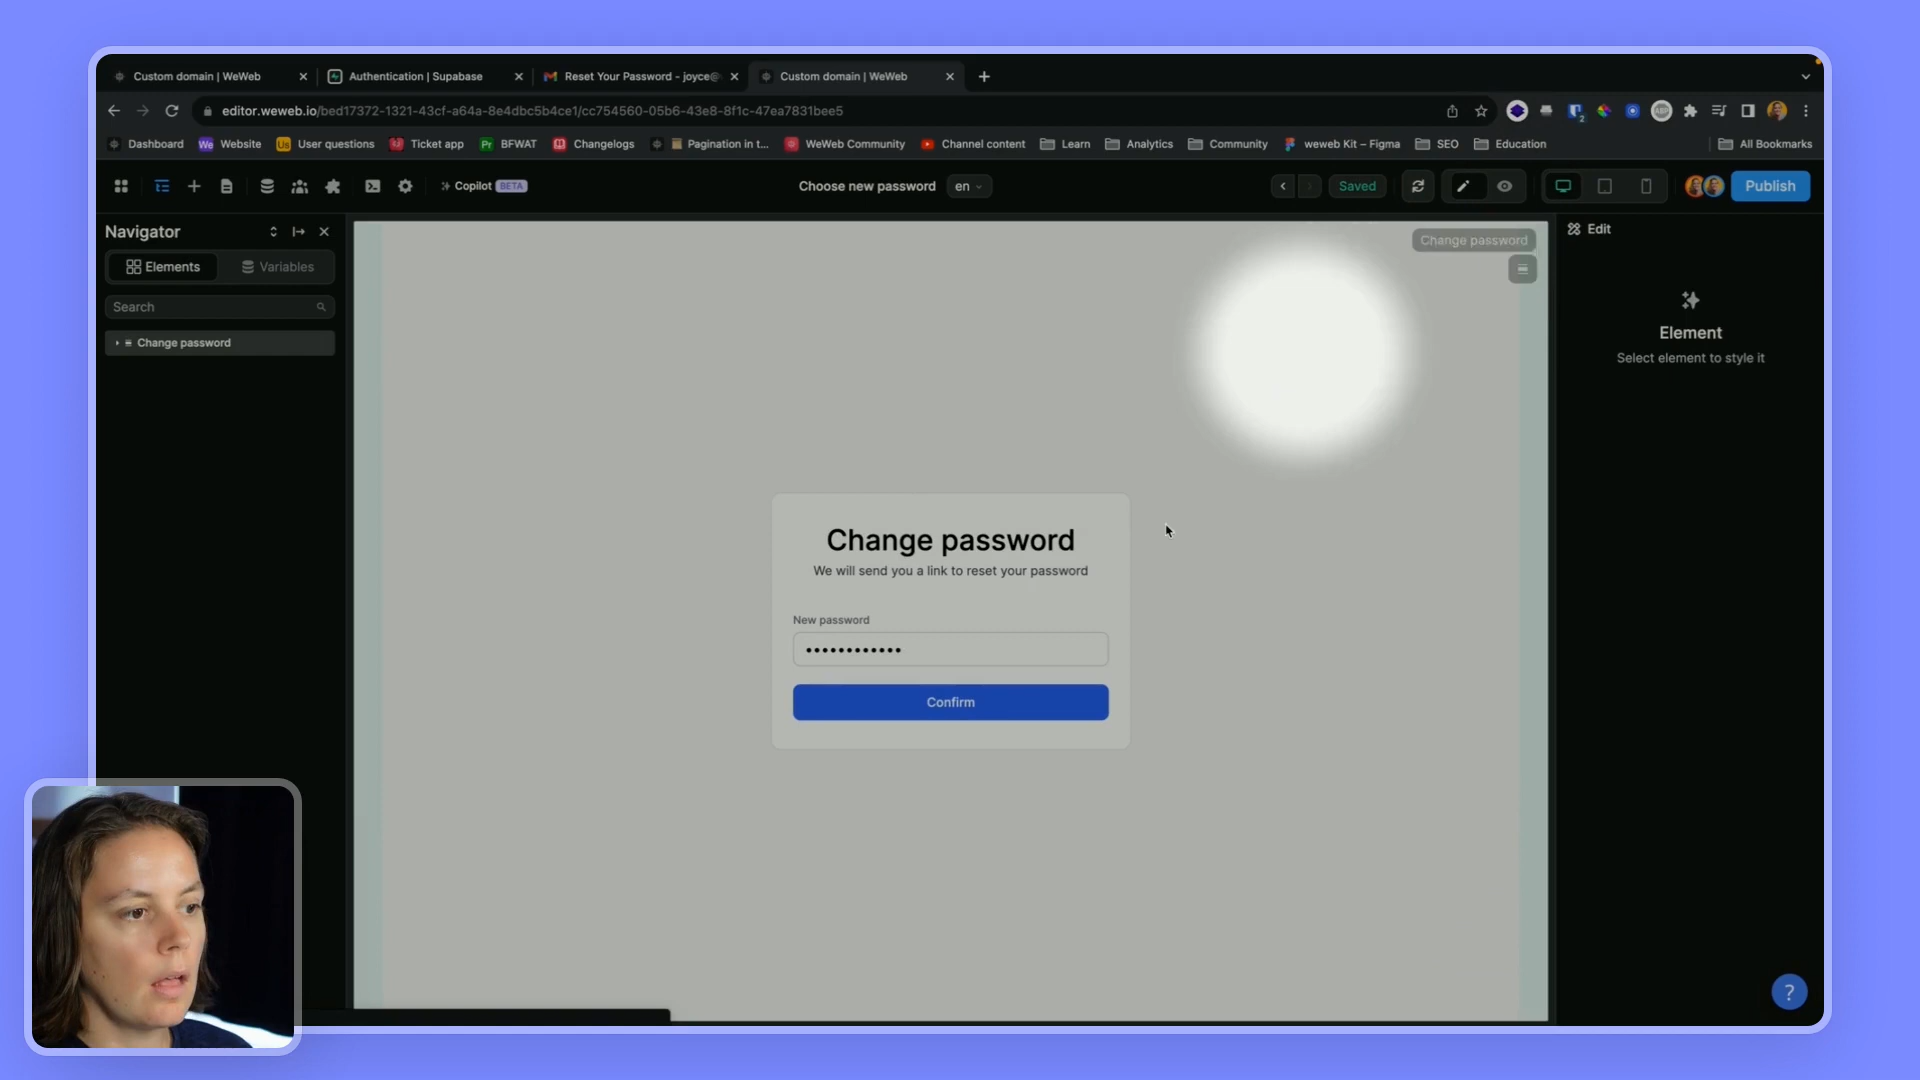 Custom domain | WeWeb
Authentication | Supabase
Reset Your Password - joyce@
Custom domain | WeWeb
editor.weweb.io/bed17372-1321-43cf-a64a-8e4dbc5b4ce1/cc754560-05b6-43e8-8f1c-47ea7831bee5
2
Dashboard
We Website
Us User questions
Ticket app
Pr BFWAT
Changelogs
Pagination in t...
WeWeb Community
Channel content
Learn
Analytics
Community
weweb Kit – Figma
SEO
Education
All Bookmarks
Copilot BETA
Choose new password
en
Saved
Publish
Navigator
Elements
Variables
Search
Change password
Change password
Edit
Element
Select element to style it
Change password
We will send you a link to reset your password
New password
••••••••••••
Confirm
?